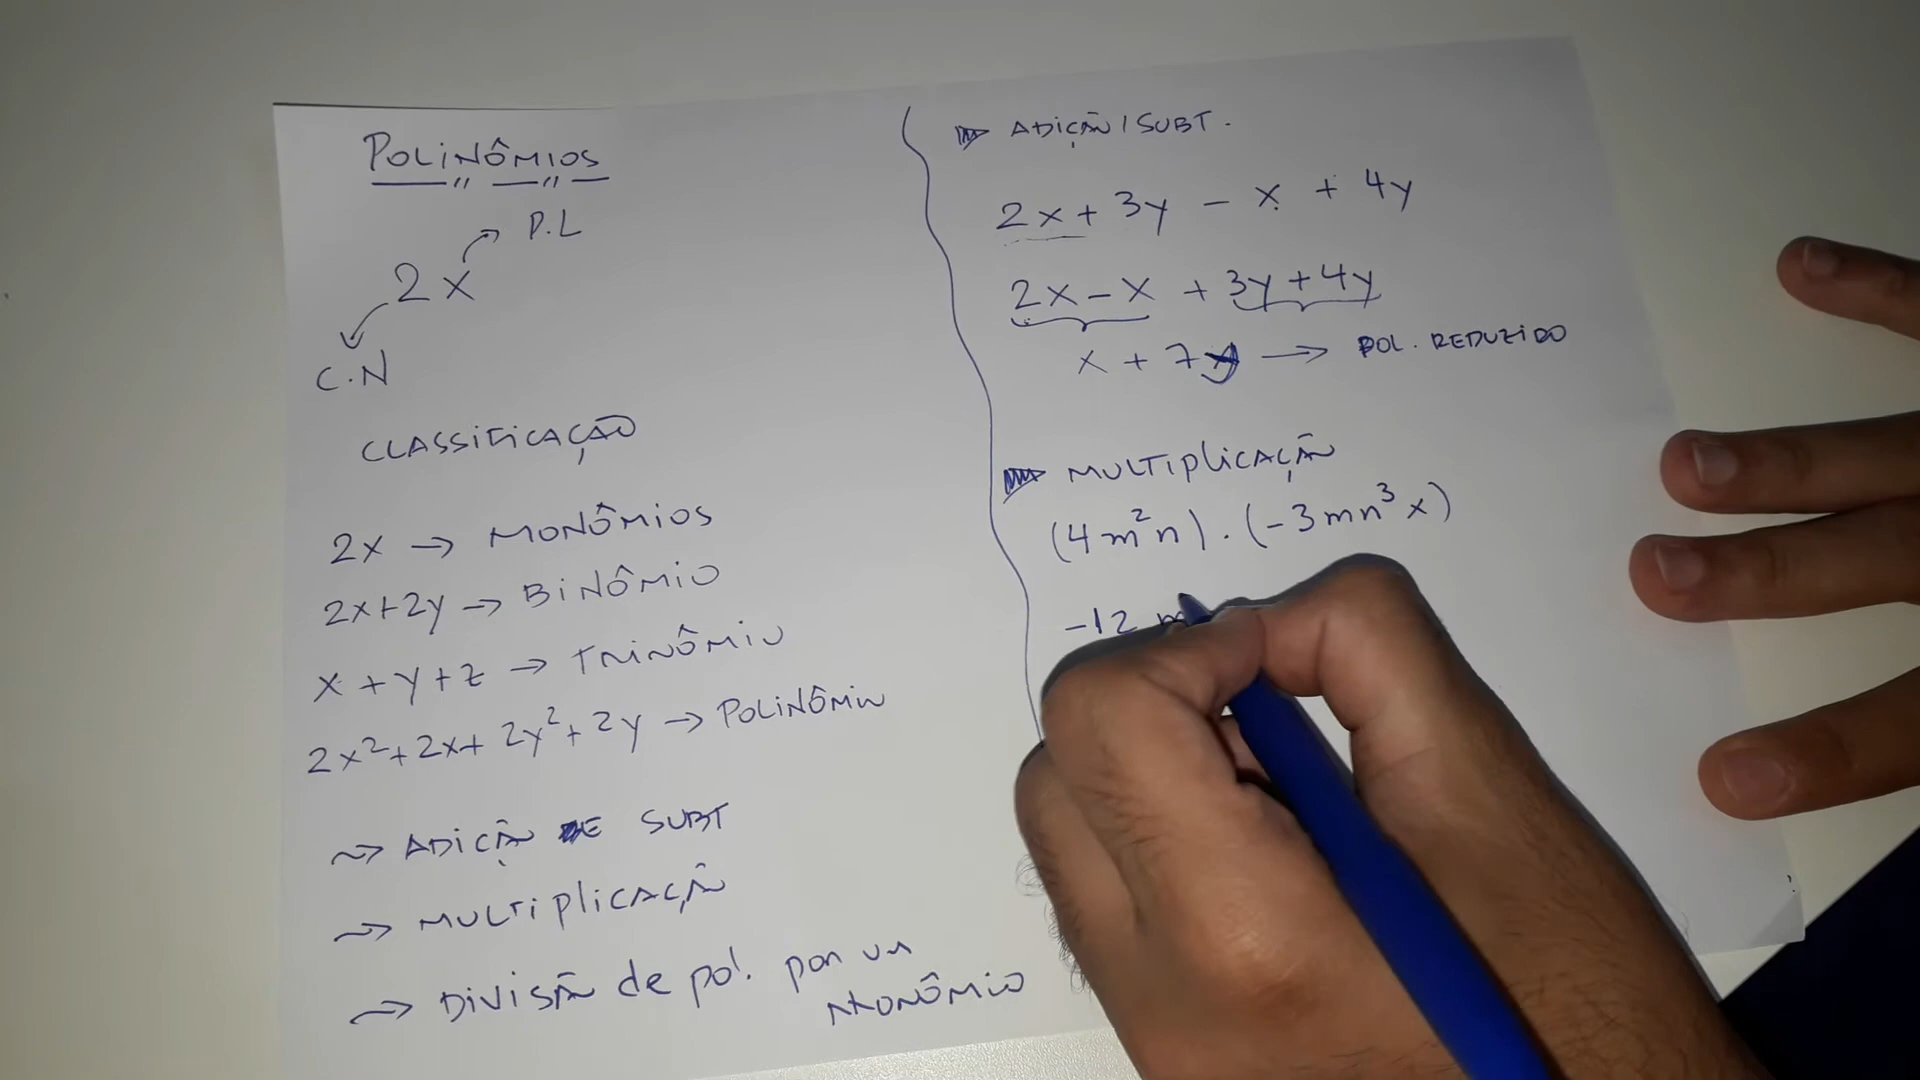 POLINÔMIOS
P.L
2x
C.N
CLASSIFICAÇÃO
2x → MONÔMIOS
2x+2y → BINÔMIO
x+y+z → TRINÔMIO
2x²+2x+2y²+2y → POLINÔMIO
~> ADIÇÃO E SUBT
~> MULTIPLICAÇÃO
~> DIVISÃO de pol. por um
MONÔMIO
ADIÇÃO / SUBT.
2x + 3y - x + 4y
2x - x + 3y + 4y
x + 7y → POL. REDUZIDO
MULTIPLICAÇÃO
(4m²n).(-3mn³x)
-12 m